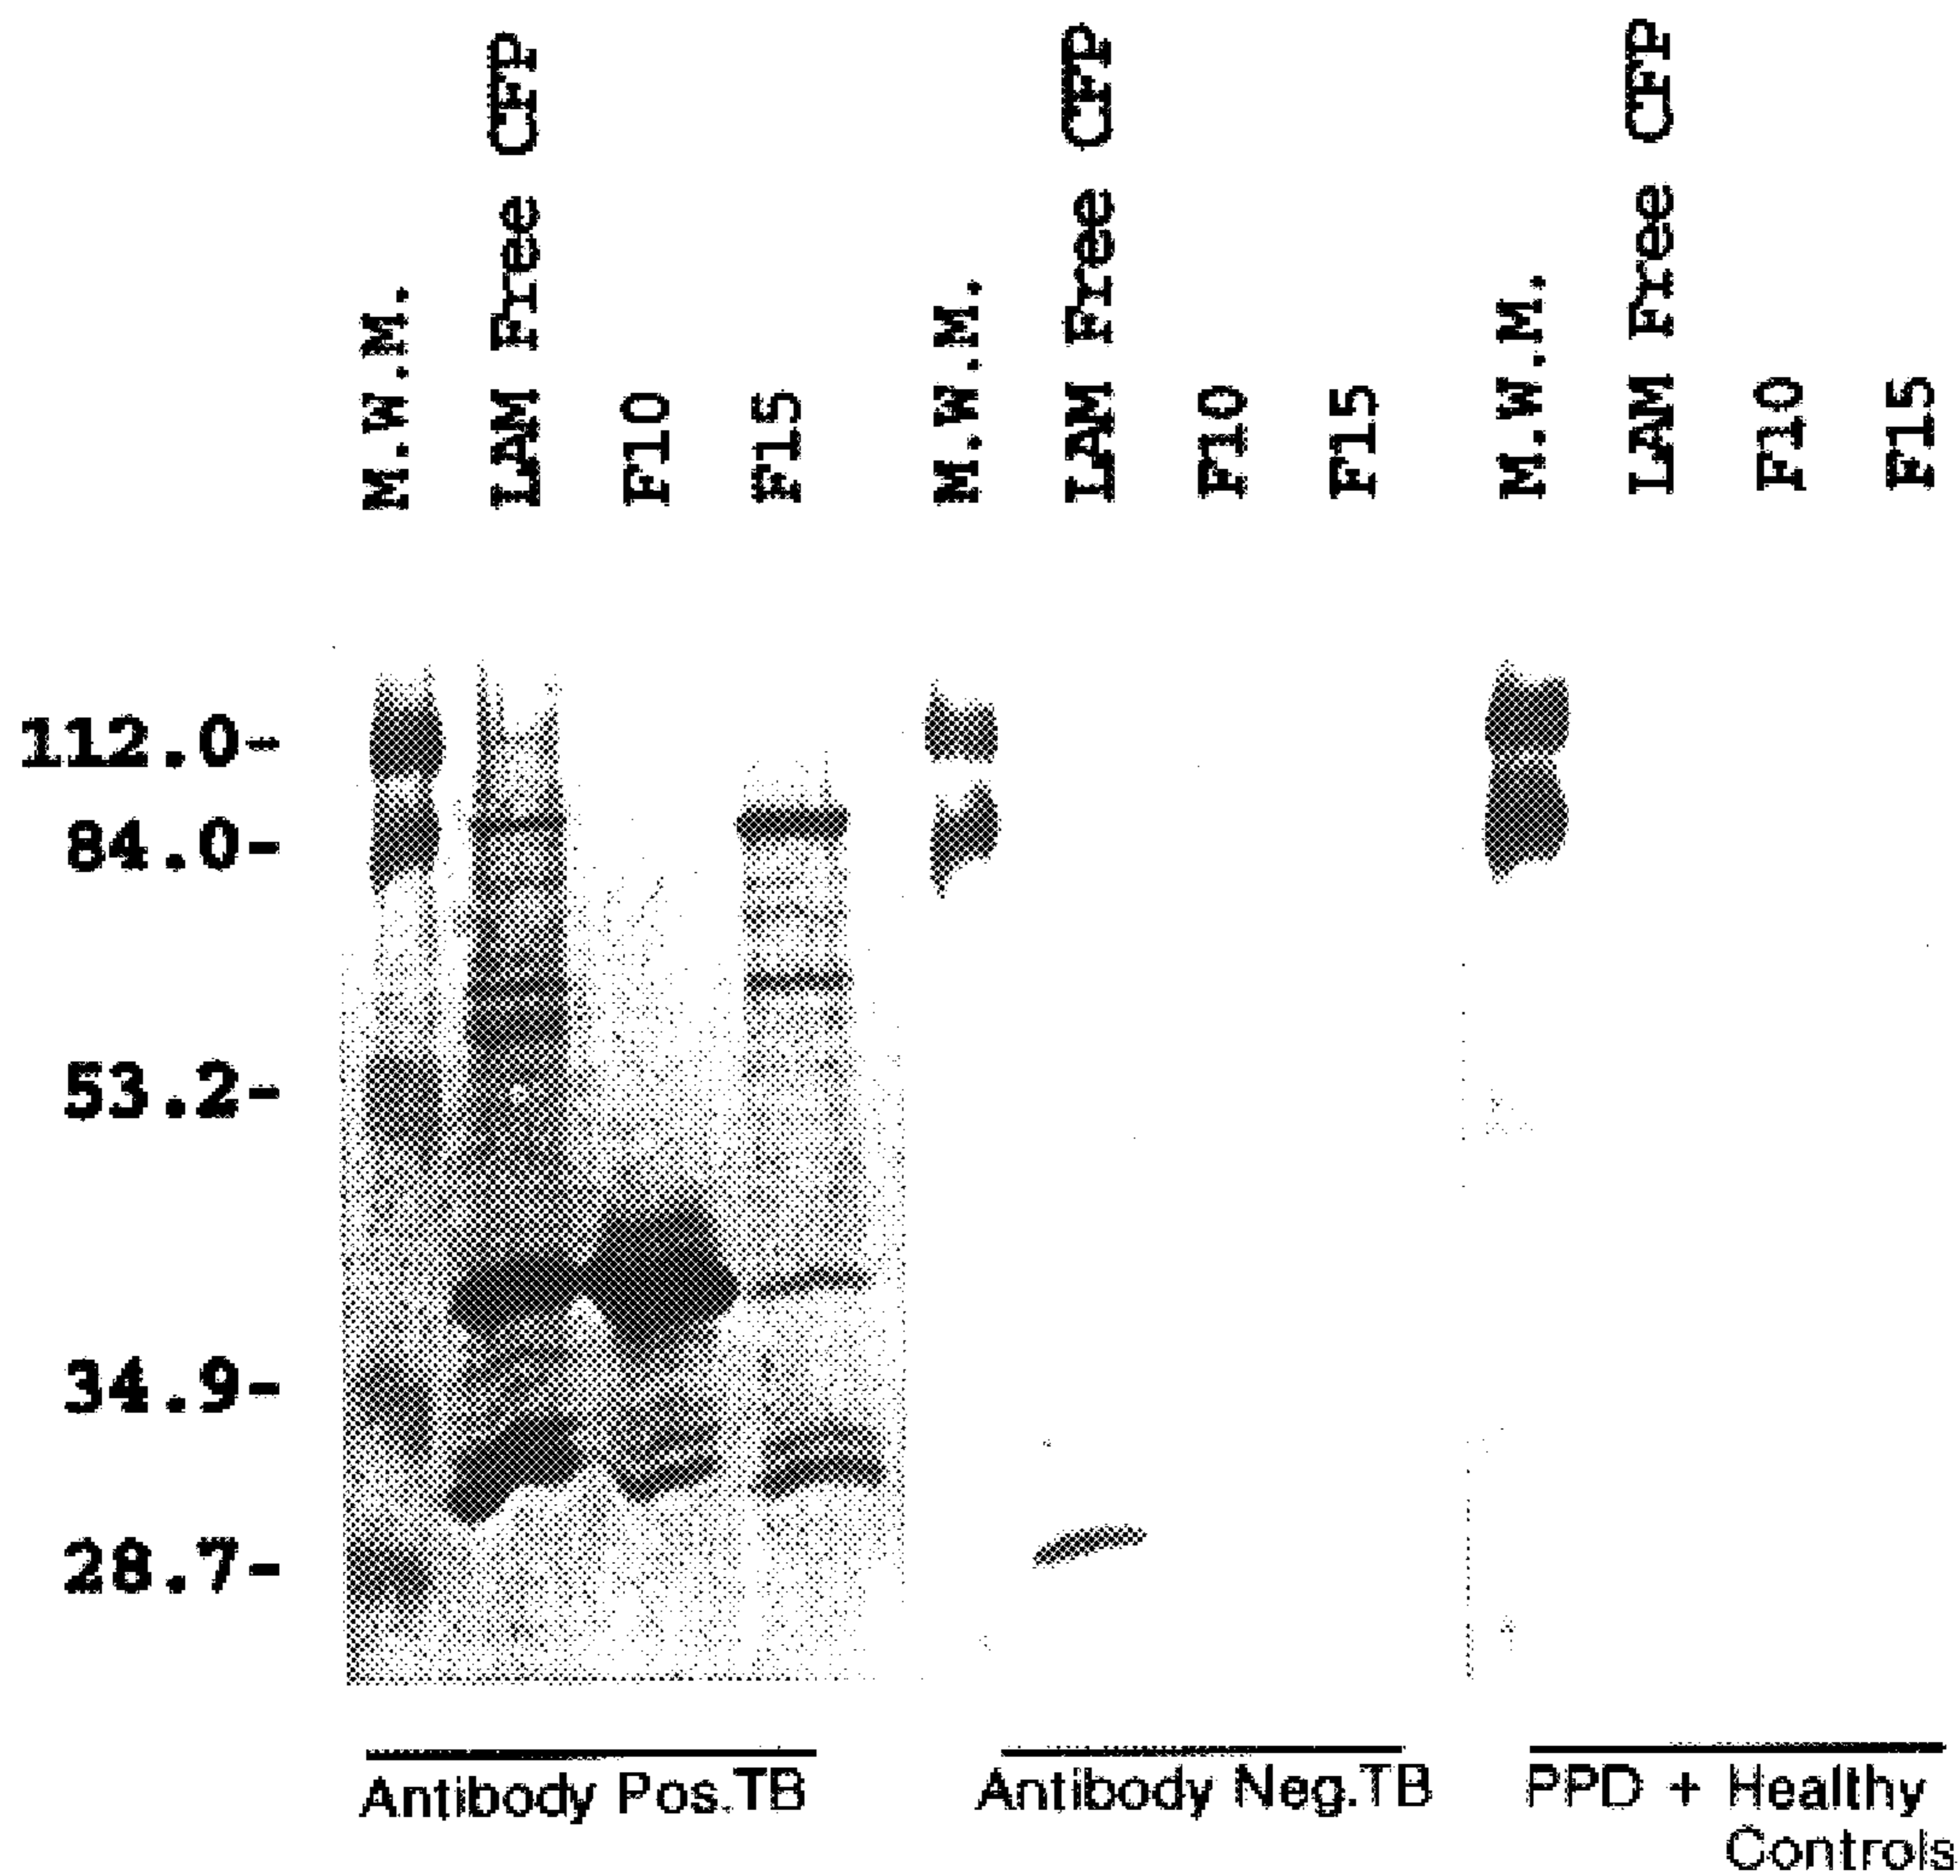 M.W.M.
LAM Free CFP
F10
F15
M.W.M.
LAM Free CFP
F10
F15
M.W.M.
LAM Free CFP
F10
F15
112.0-
84.0-
53.2-
34.9-
28.7-
Antibody Pos.TB
Antibody Neg.TB
PPD + Healthy
Controls